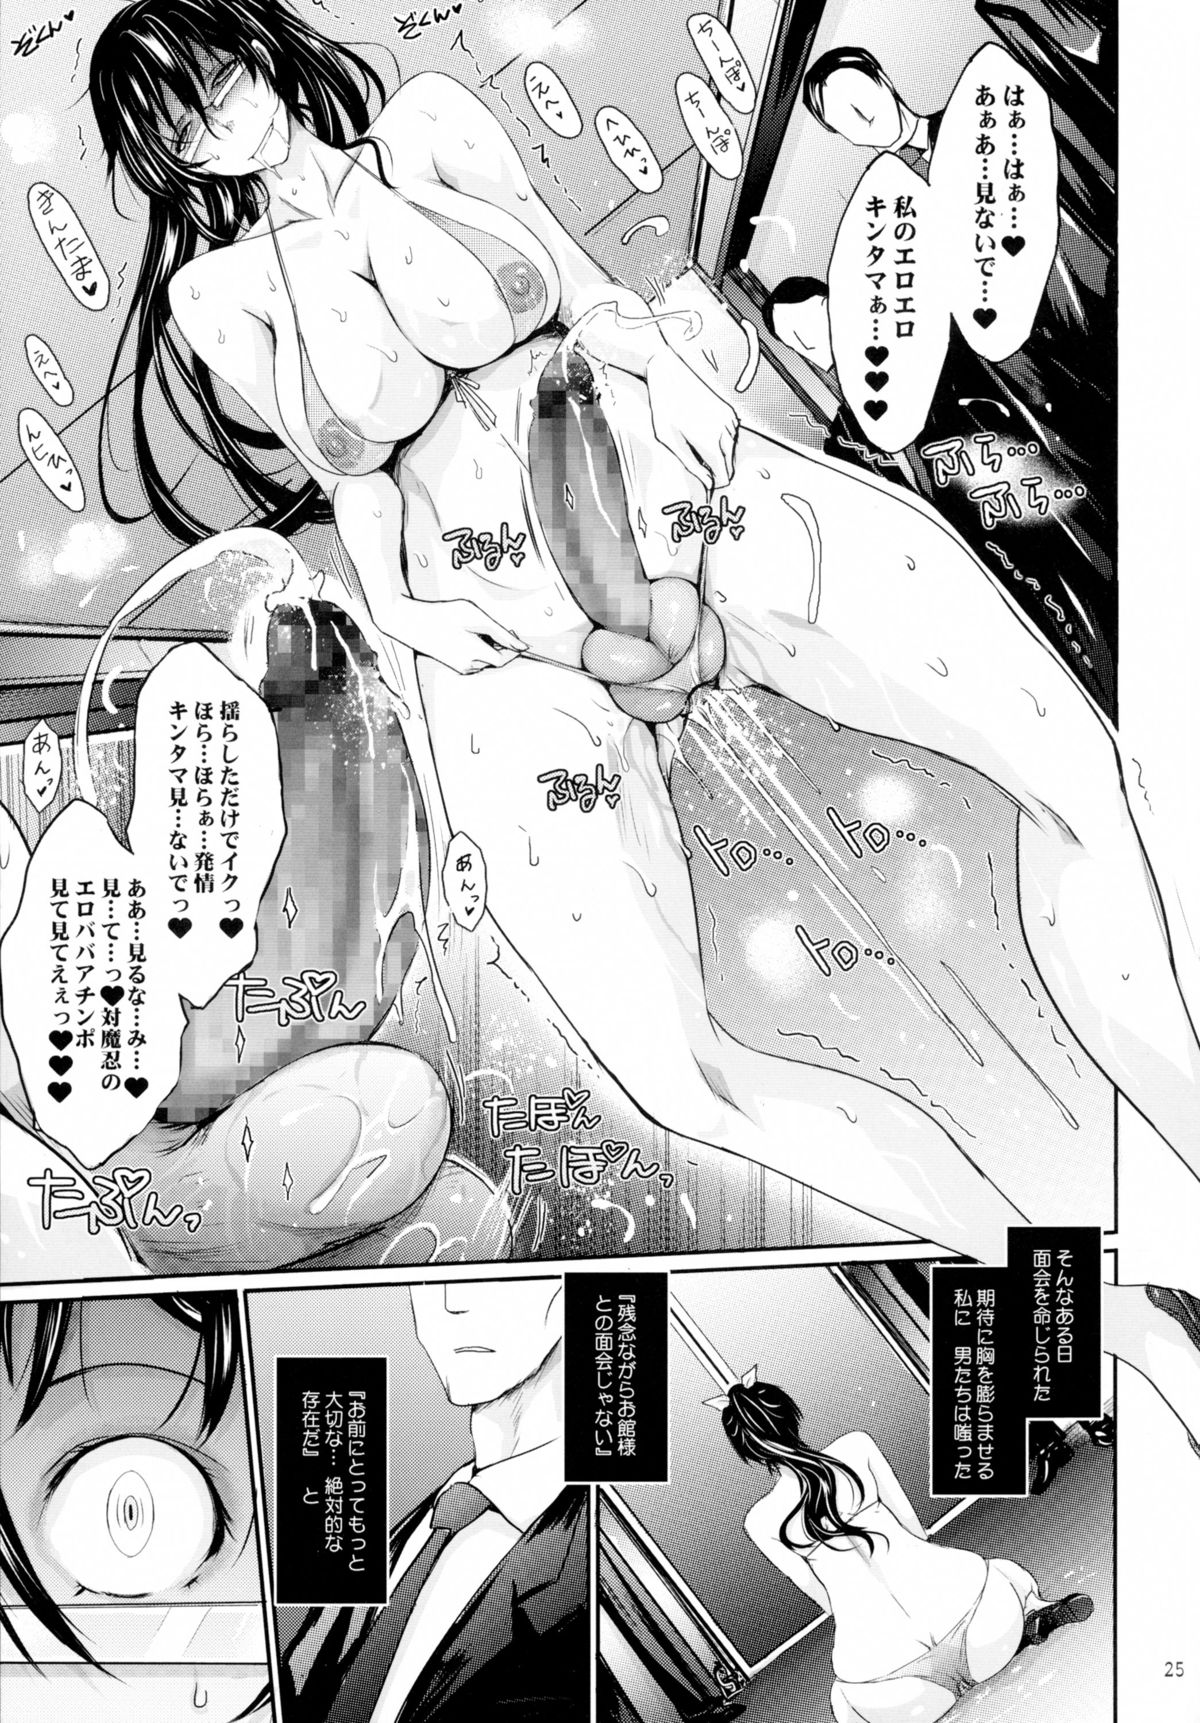 はぁ…はぁ…♥
あぁぁ…見ないで…♥
私のエロエロ
キンタマぁ…♥♥♥
ちーんぽ♥
ちーんぽ
へひひっ
えへ♥
ぞくん♥
ぞくん♥
きんたま♥
えへ♥
んひひっ♥
ふら…
ふら…
ふるん♥
ふるん♥
ふるん♥
トロ…
トロ…
トロ…
揺らしただけでイクっ♥
ほら…ほらぁ…発情
キンタマ見…ないでっ♥
ああ…見るな…み…♥
見…て…っ♥対魔忍の
エロババアチンポ
見て見てえぇっ♥♥♥
あんっ♥
あんっ♥
たぷ♥ん
たほ♥ん
たぽ♥んっ
たぷ♥んっ
そんなある日
面会を命じられた
期待に胸を膨らませる
私に 男たちは嗤った
『残念ながらお館様
との面会じゃない』
『お前にとってもっと
大切な… 絶対的な
存在だ』 と
25